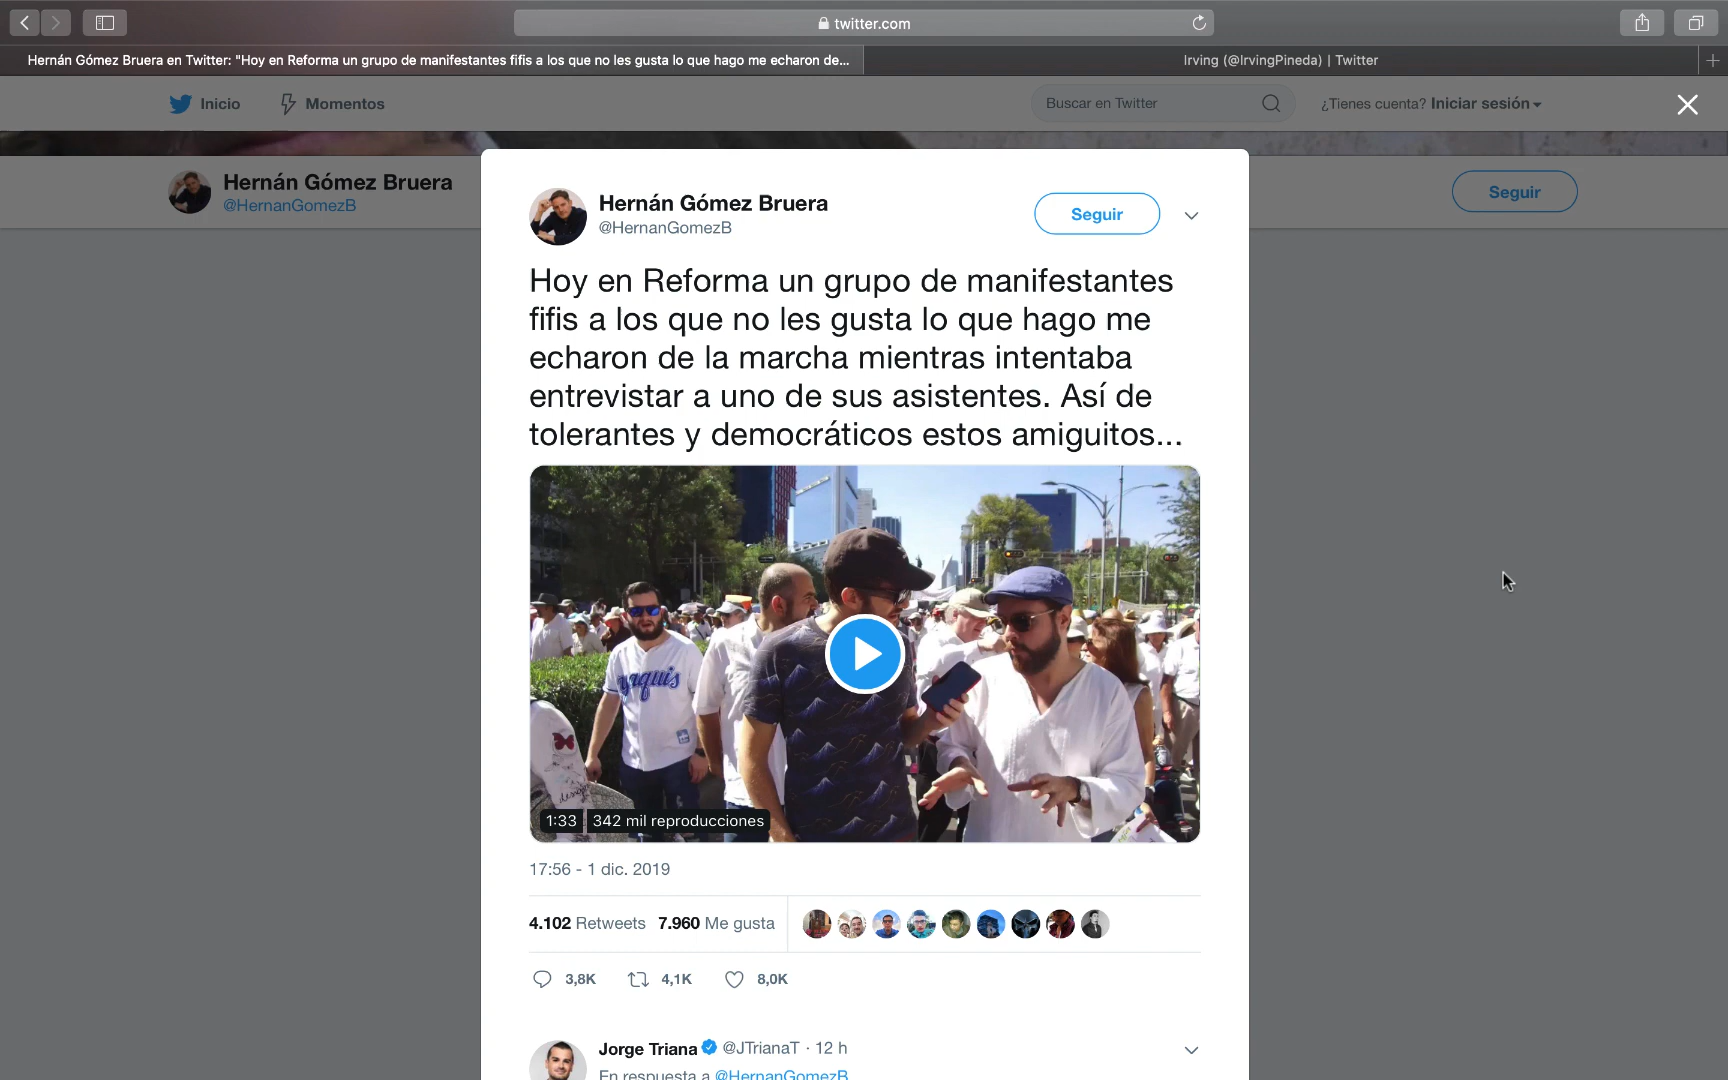 twitter.com
Hernán Gómez Bruera en Twitter: "Hoy en Reforma un grupo de manifestantes fifis a los que no les gusta lo que hago me echaron de...
Irving (@IrvingPineda) | Twitter
Inicio
Momentos
Buscar en Twitter
¿Tienes cuenta? Iniciar sesión
Hernán Gómez Bruera
@HernanGomezB
Seguir
Hernán Gómez Bruera
@HernanGomezB
Seguir
Hoy en Reforma un grupo de manifestantes
fifis a los que no les gusta lo que hago me
echaron de la marcha mientras intentaba
entrevistar a uno de sus asistentes. Así de
tolerantes y democráticos estos amiguitos...
yaquis
1:33
342 mil reproducciones
17:56 - 1 dic. 2019
4.102 Retweets 7.960 Me gusta
3,8K 4,1K 8,0K
Jorge Triana @JTrianaT · 12 h
En respuesta a @HernanGomezB